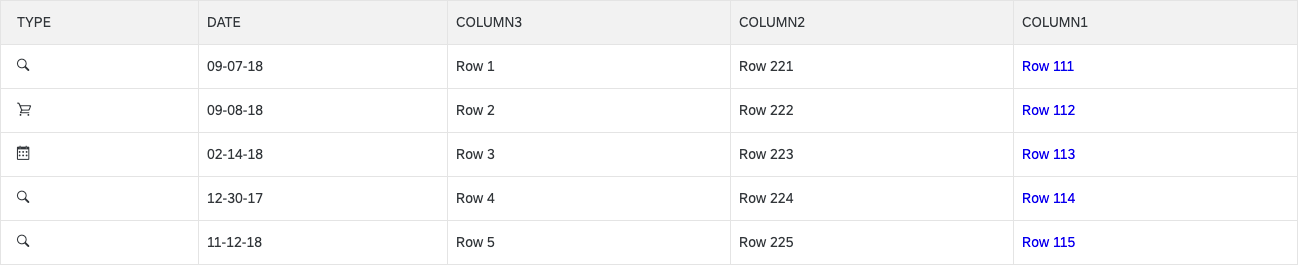 TYPE DATE COLUMN3 COLUMN2 COLUMN1
09-07-18 Row 1 Row 221 Row 111
09-08-18 Row 2 Row 222 Row 112
02-14-18 Row 3 Row 223 Row 113
12-30-17 Row 4 Row 224 Row 114
11-12-18 Row 5 Row 225 Row 115